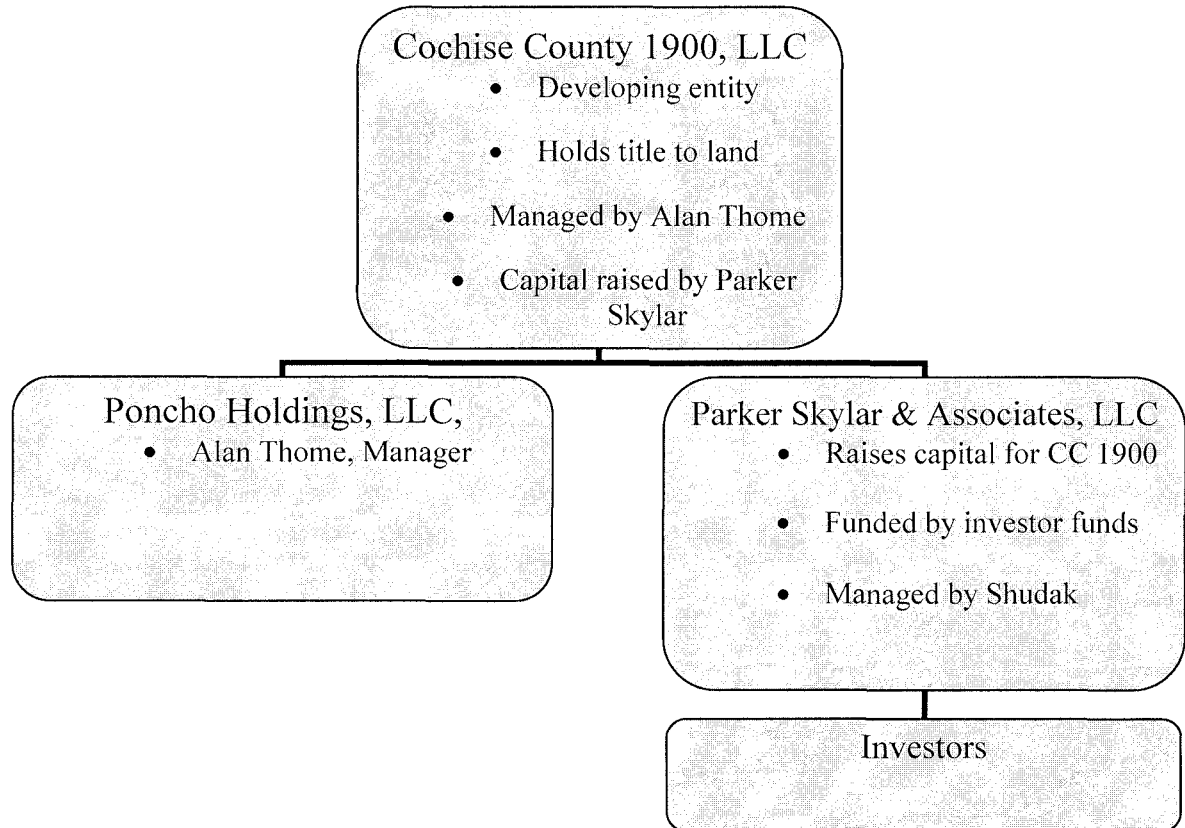 Cochise County 1900, LLC
• Developing entity
• Holds title to land
• Managed by Alan Thome
• Capital raised by Parker
Skylar
Poncho Holdings, LLC,
• Alan Thome, Manager
Parker Skylar & Associates, LLC
• Raises capital for CC 1900
• Funded by investor funds
• Managed by Shudak
Investors